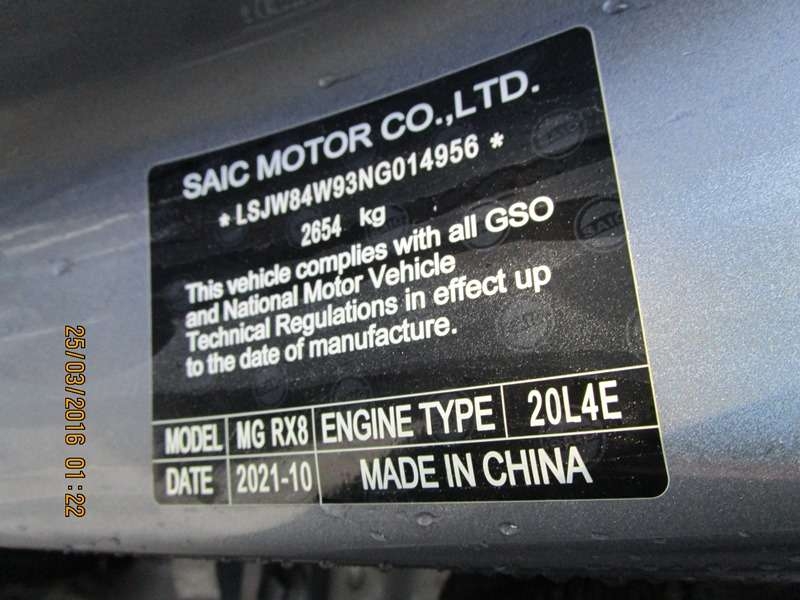 SAIC MOTOR CO.,LTD.
* LSJW84W93NG014956 *
2654 kg
This vehicle complies with all GSO
and National Motor Vehicle
Technical Regulations in effect up
to the date of manufacture.
MODEL MG RX8 ENGINE TYPE 20L4E
DATE 2021-10 MADE IN CHINA
25/03/2016 01:22